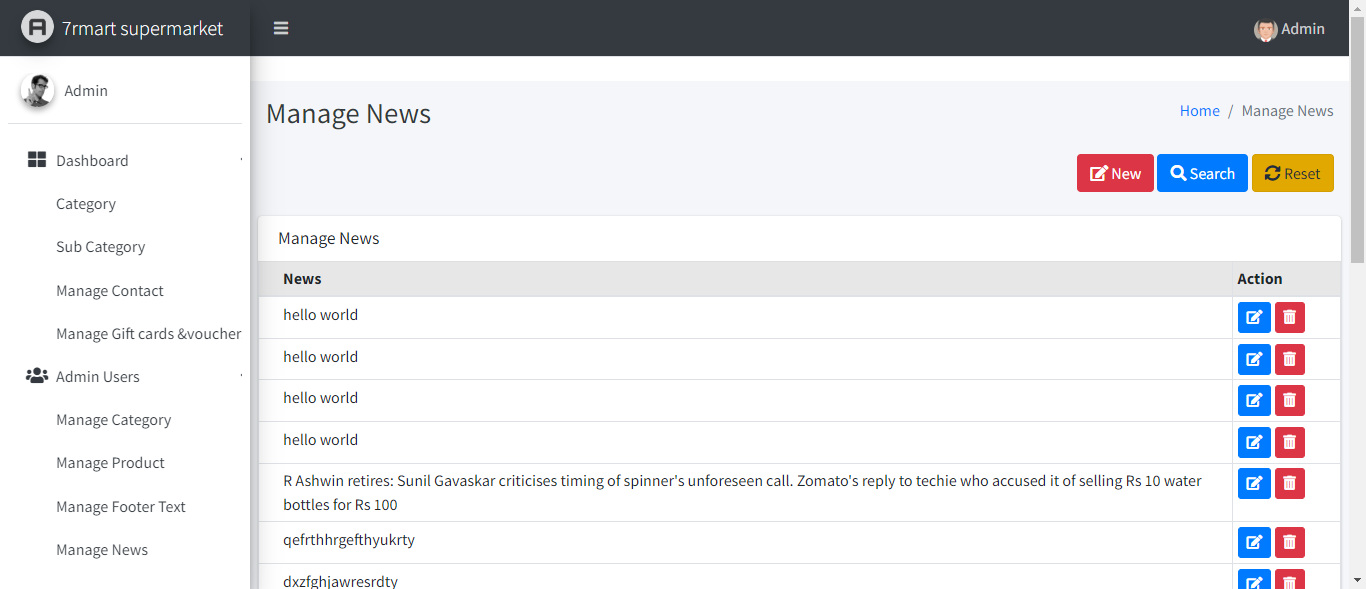 7rmart supermarket
Admin
Admin
Dashboard
Category
Sub Category
Manage Contact
Manage Gift cards &voucher
Admin Users
Manage Category
Manage Product
Manage Footer Text
Manage News
Manage News
Home / Manage News
New Search Reset
Manage News
News Action
hello world
hello world
hello world
hello world
R Ashwin retires: Sunil Gavaskar criticises timing of spinner's unforeseen call. Zomato's reply to techie who accused it of selling Rs 10 water
bottles for Rs 100
qefrthhrgefthyukrty
dxzfghjawresrdty